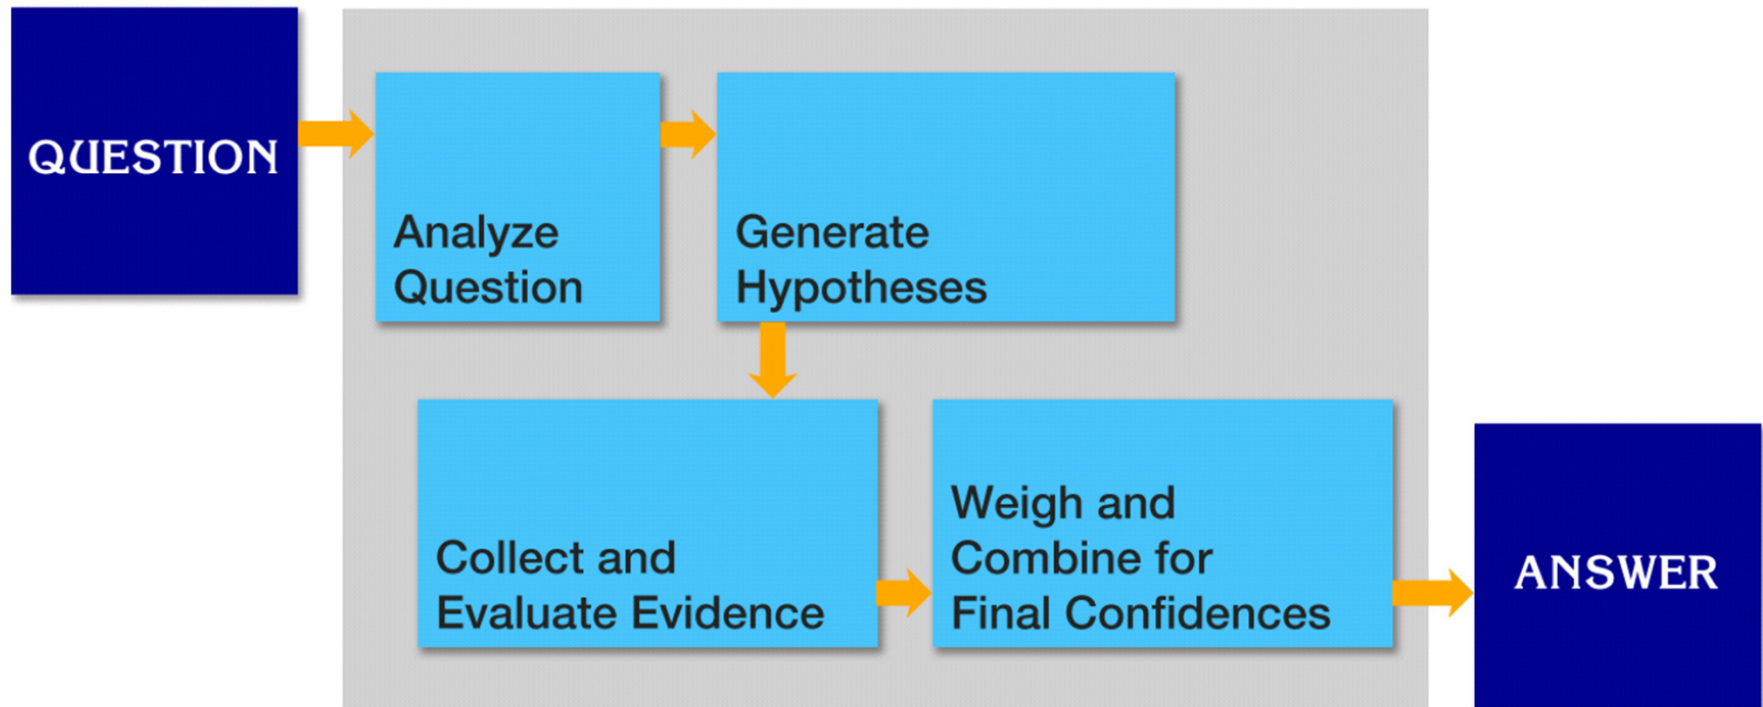 QUESTION
Analyze
Question
Generate
Hypotheses
Collect and
Evaluate Evidence
Weigh and
Combine for
Final Confidences
ANSWER